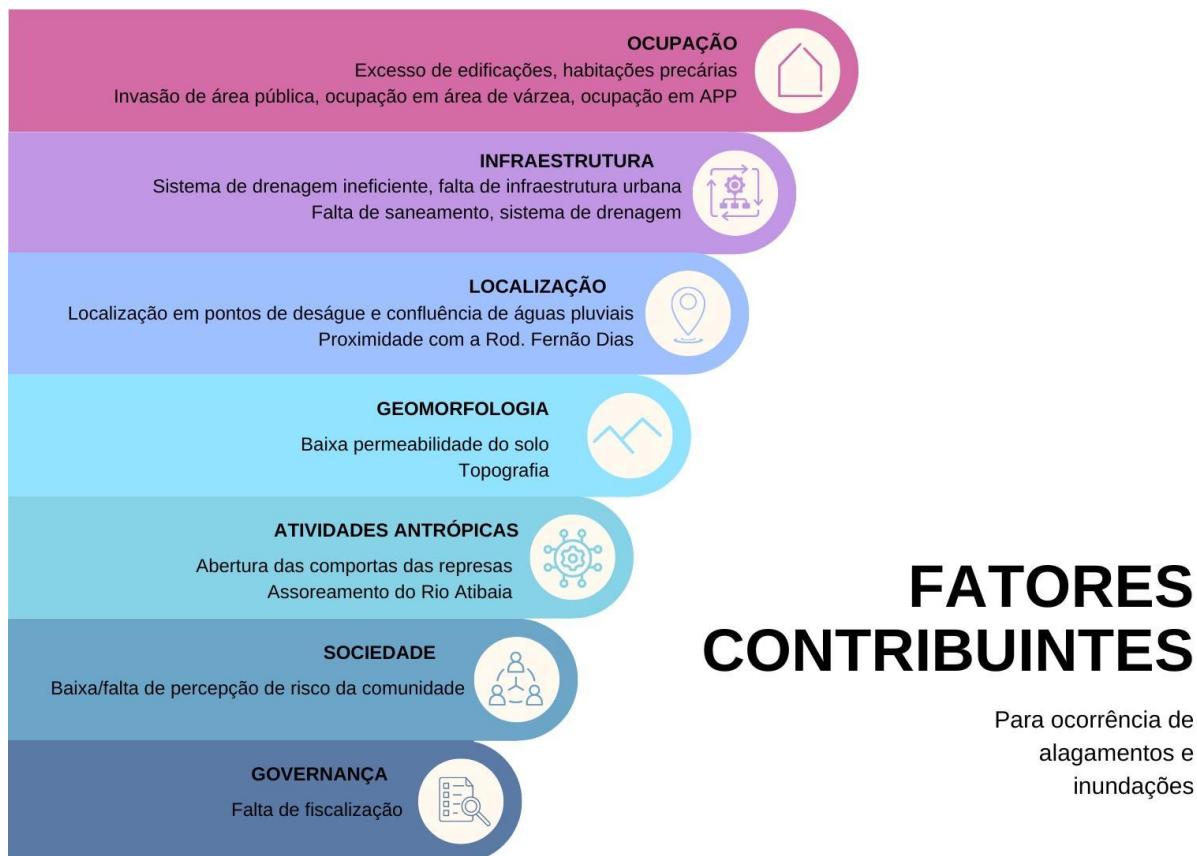 OCUPAÇÃO
Excesso de edificações, habitações precárias
Invasão de área pública, ocupação em área de várzea, ocupação em APP
INFRAESTRUTURA
Sistema de drenagem ineficiente, falta de infraestrutura urbana
Falta de saneamento, sistema de drenagem
LOCALIZAÇÃO
Localização em pontos de deságue e confluência de águas pluviais
Proximidade com a Rod. Fernão Dias
GEOMORFOLOGIA
Baixa permeabilidade do solo
Topografia
ATIVIDADES ANTRÓPICAS
Abertura das comportas das represas
Assoreamento do Rio Atibaia
SOCIEDADE
Baixa/falta de percepção de risco da comunidade
GOVERNANÇA
Falta de fiscalização
FATORES
CONTRIBUINTES
Para ocorrência de
alagamentos e
inundações